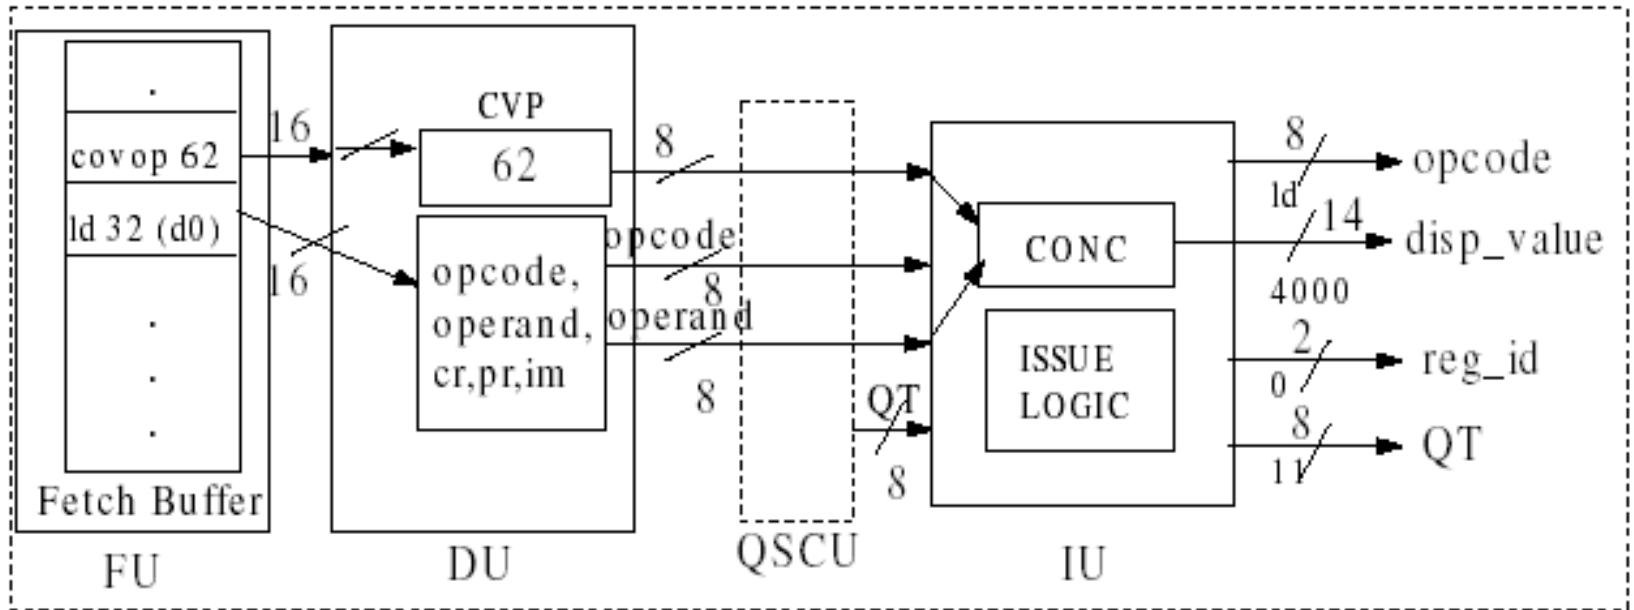 .
covop 62
ld 32 (d0)
.
.
.
Fetch Buffer
FU
16
16
CVP
62
opcode,
operand,
cr,pr,im
DU
8
opcode
8
operand
8
QSCU
QT
8
CONC
ISSUE
LOGIC
IU
8
ld
opcode
14
4000
disp_value
2
0
reg_id
8
11
QT